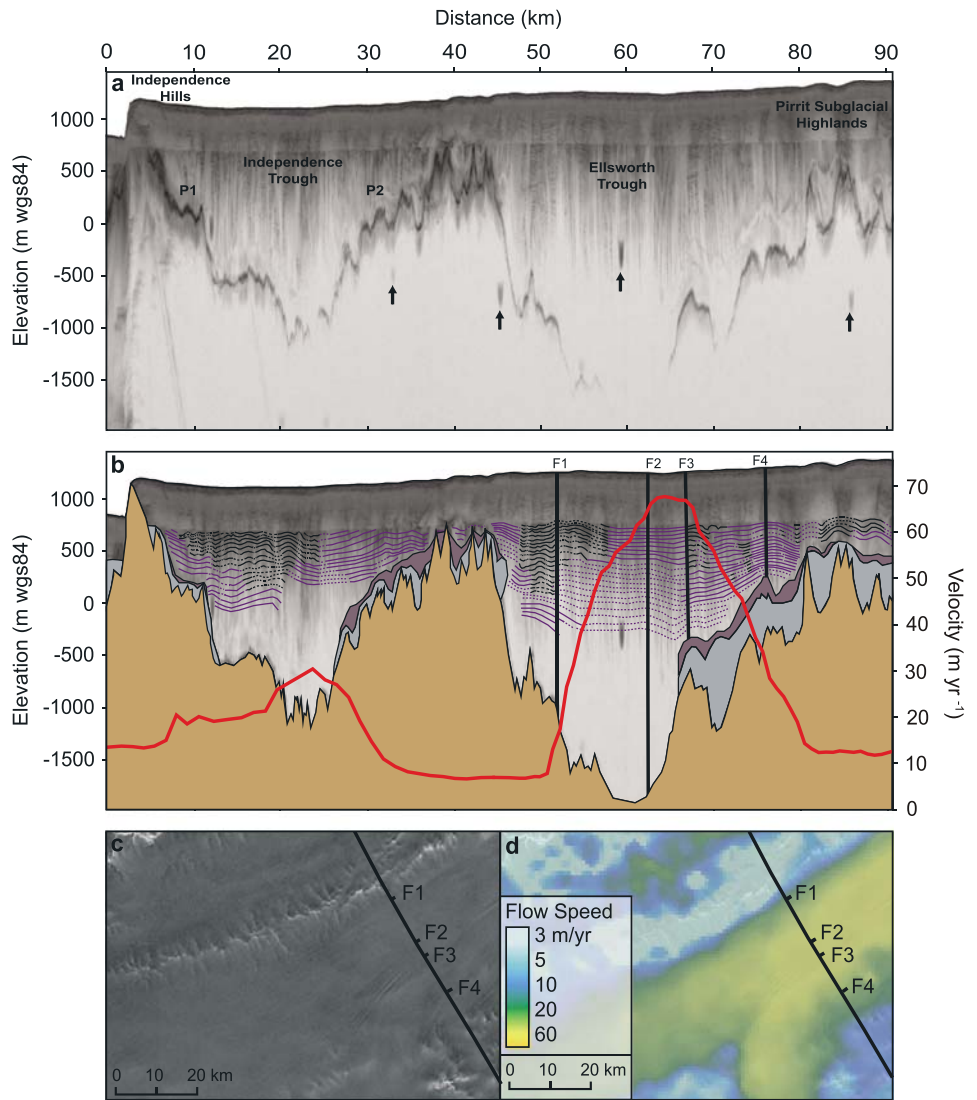 Distance (km)
0 10 20 30 40 50 60 70 80 90
a
Independence
Hills
Pirrit Subglacial
Highlands
Independence
Trough
Ellsworth
Trough
P1
P2
Elevation (m wgs84)
1000
500
0
-500
-1000
-1500
b
F1 F2 F3 F4
Elevation (m wgs84)
1000
500
0
-500
-1000
-1500
70
60
50
40
30
20
10
0
Velocity (m yr -1)
c
F1
F2
F3
F4
0 10 20 km
d
F1
F2
F3
F4
Flow Speed
3 m/yr
5
10
20
60
0 10 20 km